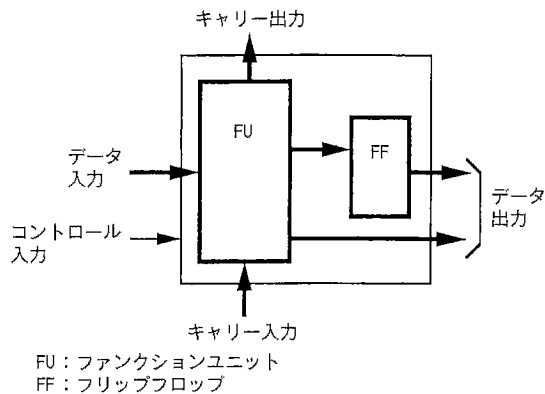 キャリー出力
FU
FF
データ
入力
データ
出力
コントロール
入力
キャリー入力
FU：ファンクションユニット
FF：フリップフロップ